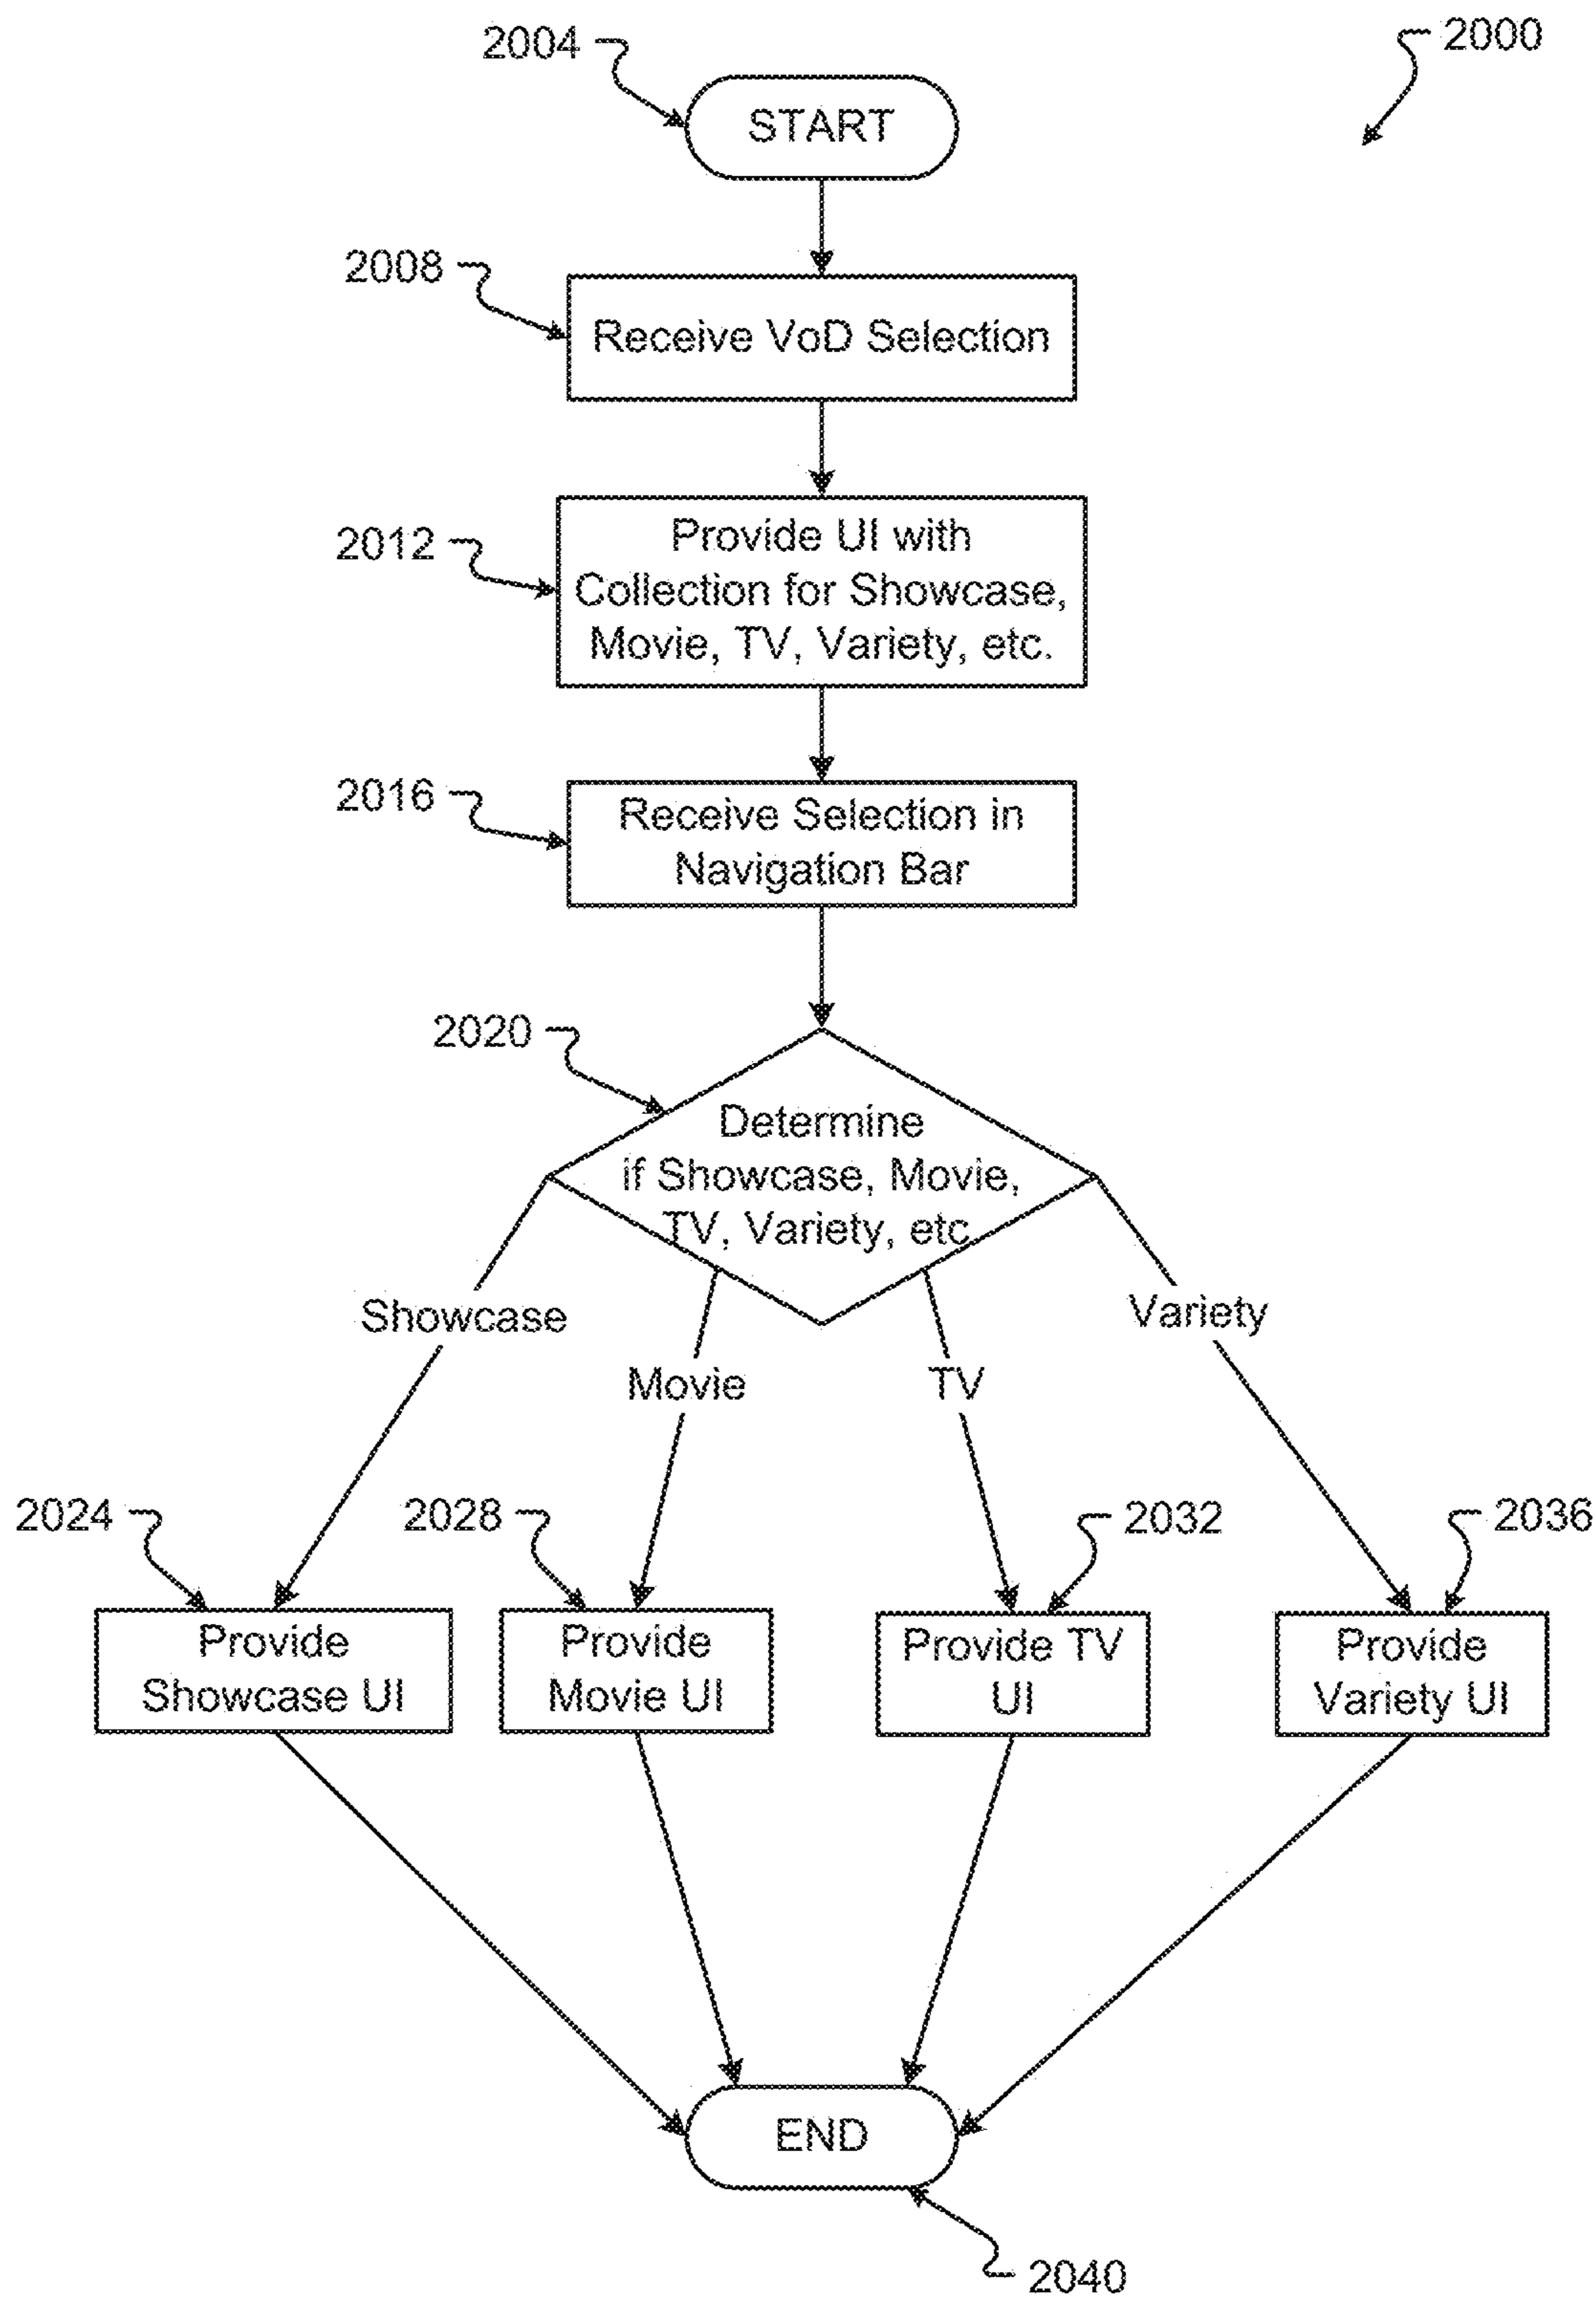 2004
2000
START
2008
Receive VoD Selection
2012
Provide UI with
Collection for Showcase,
Movie, TV, Variety, etc.
2016
Receive Selection in
Navigation Bar
2020
Determine
if Showcase, Movie,
TV, Variety, etc.
Showcase
Movie
TV
Variety
2024
2028
2032
2036
Provide
Showcase UI
Provide
Movie UI
Provide TV
UI
Provide
Variety UI
END
2040